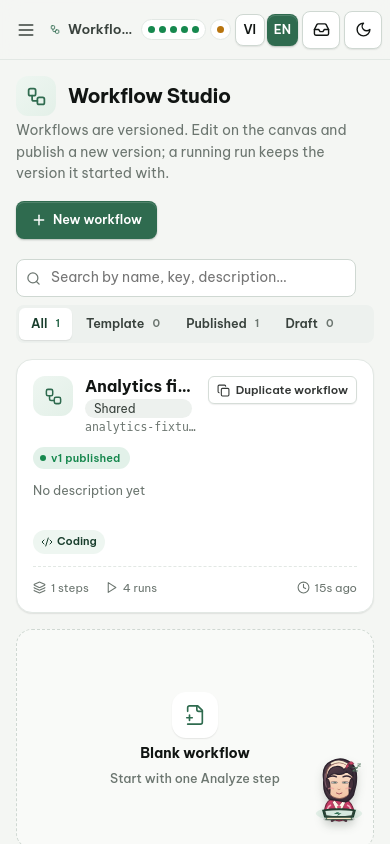 Workflo...
VI
EN
Workflow Studio
Workflows are versioned. Edit on the canvas and
publish a new version; a running run keeps the
version it started with.
New workflow
Search by name, key, description...
All 1 Template 0 Published 1 Draft 0
Analytics fi...
Duplicate workflow
Shared
analytics-fixtu...
v1 published
No description yet
Coding
1 steps 4 runs 15s ago
Blank workflow
Start with one Analyze step